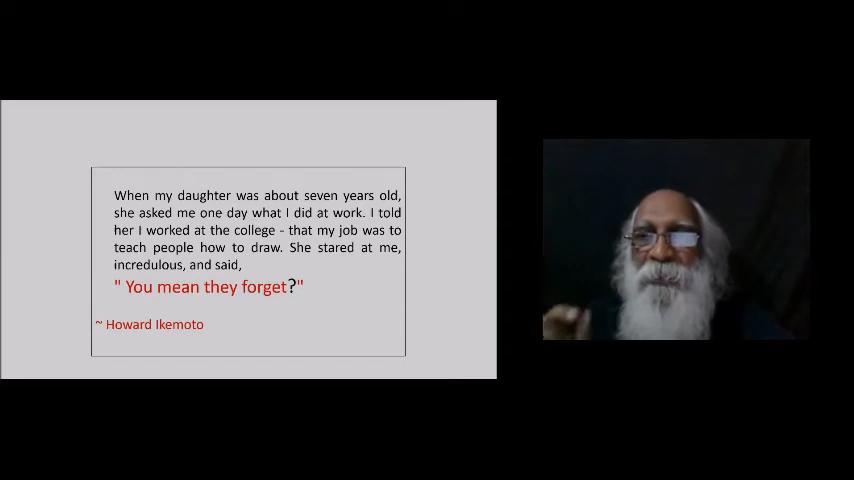 When my daughter was about seven years old,
she asked me one day what I did at work. I told
her I worked at the college - that my job was to
teach people how to draw. She stared at me,
incredulous, and said,
" You mean they forget?"
~ Howard Ikemoto